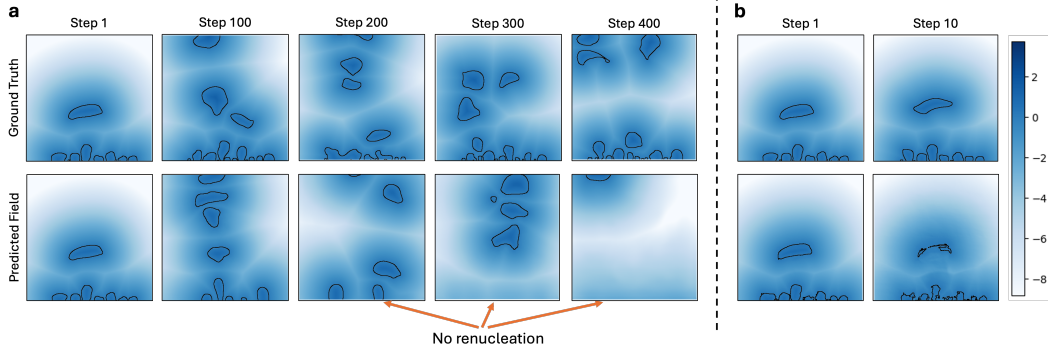 a
Step 1 Step 100 Step 200 Step 300 Step 400
Ground Truth
Predicted Field
No renucleation
b
Step 1 Step 10
2
0
−2
−4
−6
−8